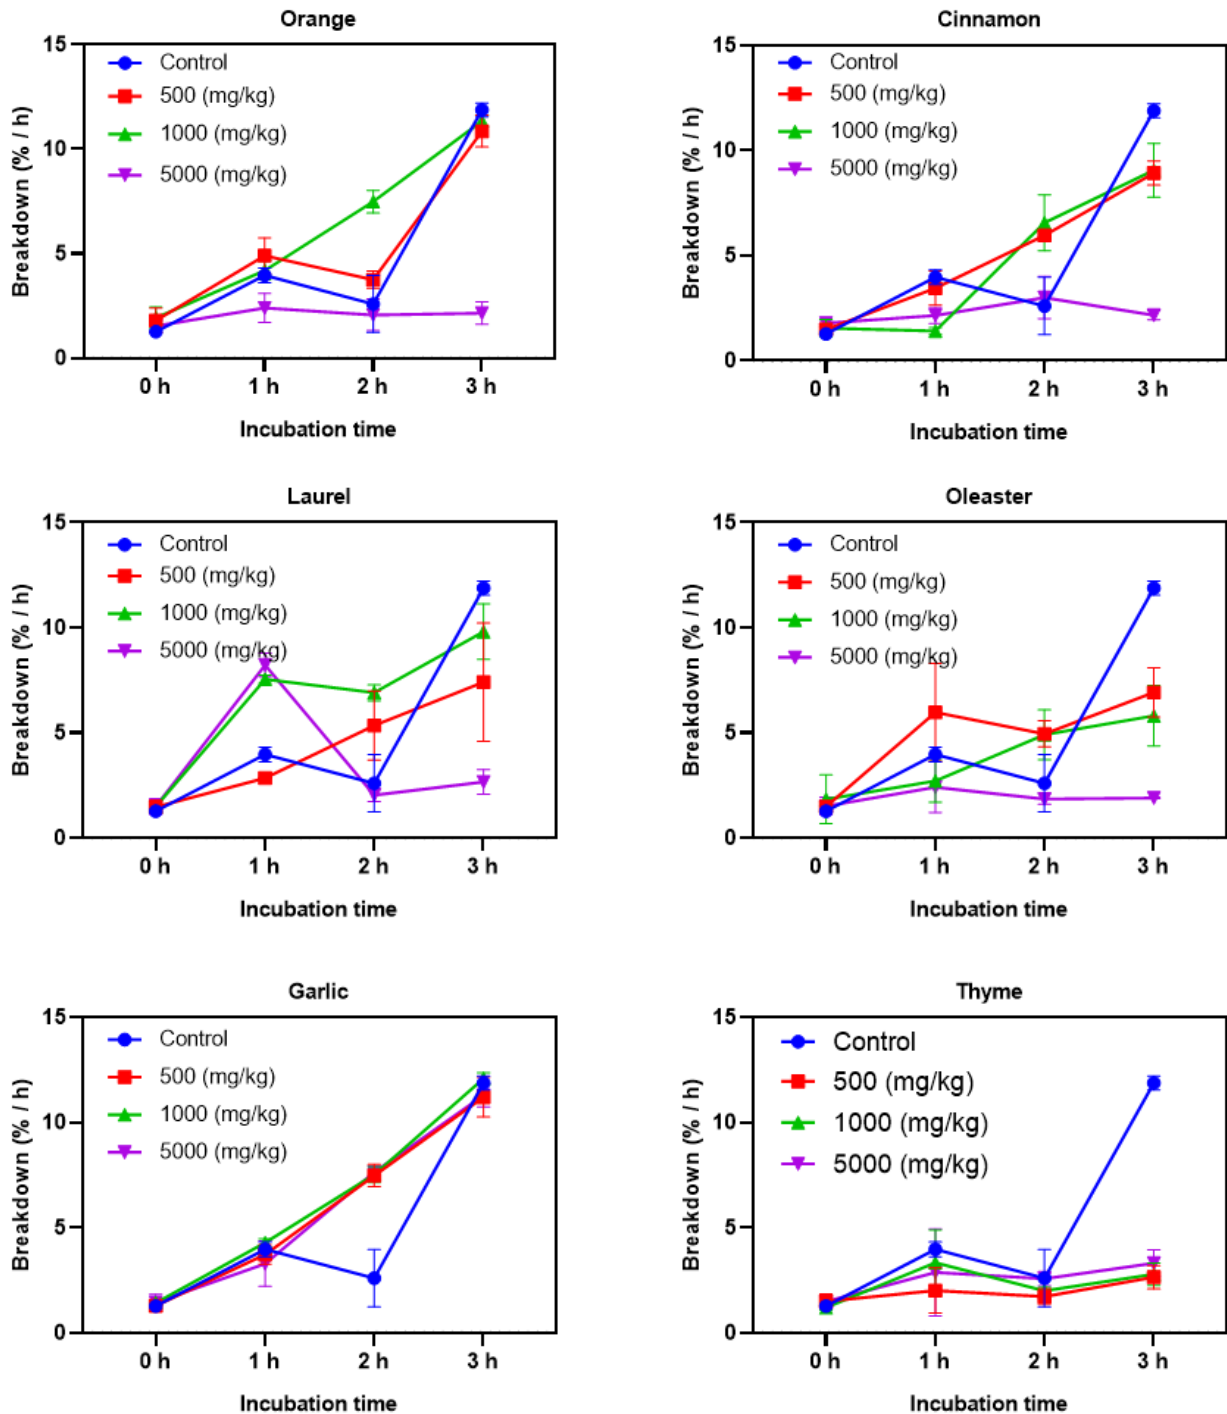 Orange
15
10
5
0
Breakdown (% / h)
Control
500 (mg/kg)
1000 (mg/kg)
5000 (mg/kg)
0 h 1 h 2 h 3 h
Incubation time
Cinnamon
15
10
5
0
Breakdown (% / h)
Control
500 (mg/kg)
1000 (mg/kg)
5000 (mg/kg)
0 h 1 h 2 h 3 h
Incubation time
Laurel
15
10
5
0
Breakdown (% / h)
Control
500 (mg/kg)
1000 (mg/kg)
5000 (mg/kg)
0 h 1 h 2 h 3 h
Incubation time
Oleaster
15
10
5
0
Breakdown (% / h)
Control
500 (mg/kg)
1000 (mg/kg)
5000 (mg/kg)
0 h 1 h 2 h 3 h
Incubation time
Garlic
15
10
5
0
Breakdown (% / h)
Control
500 (mg/kg)
1000 (mg/kg)
5000 (mg/kg)
0 h 1 h 2 h 3 h
Incubation time
Thyme
15
10
5
0
Breakdown (% / h)
Control
500 (mg/kg)
1000 (mg/kg)
5000 (mg/kg)
0 h 1 h 2 h 3 h
Incubation time